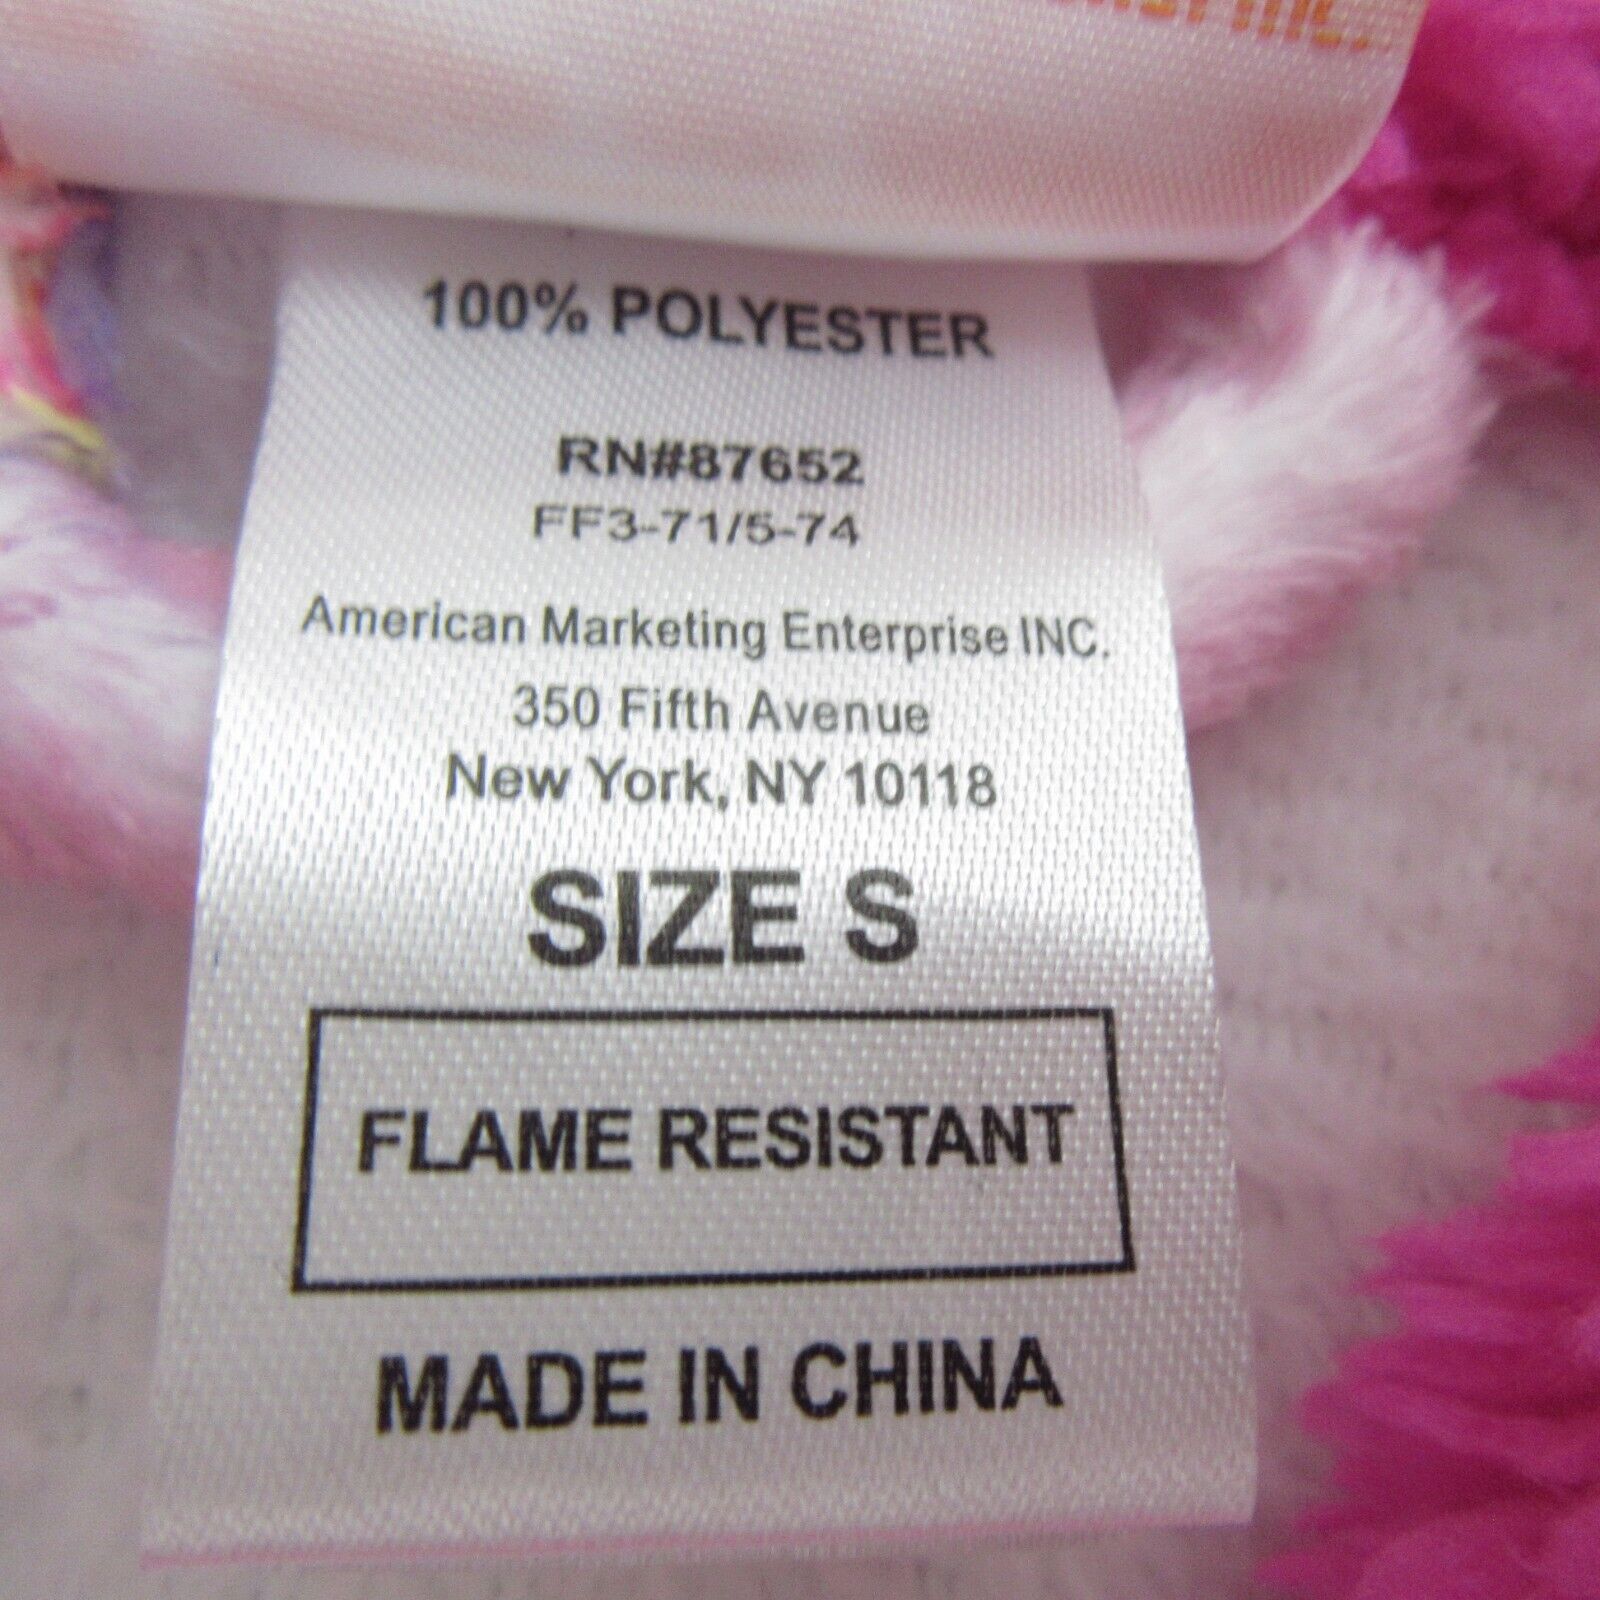 100% POLYESTER
RN#87652
FF3-71/5-74
American Marketing Enterprise INC.
350 Fifth Avenue
New York, NY 10118
SIZE S
FLAME RESISTANT
MADE IN CHINA